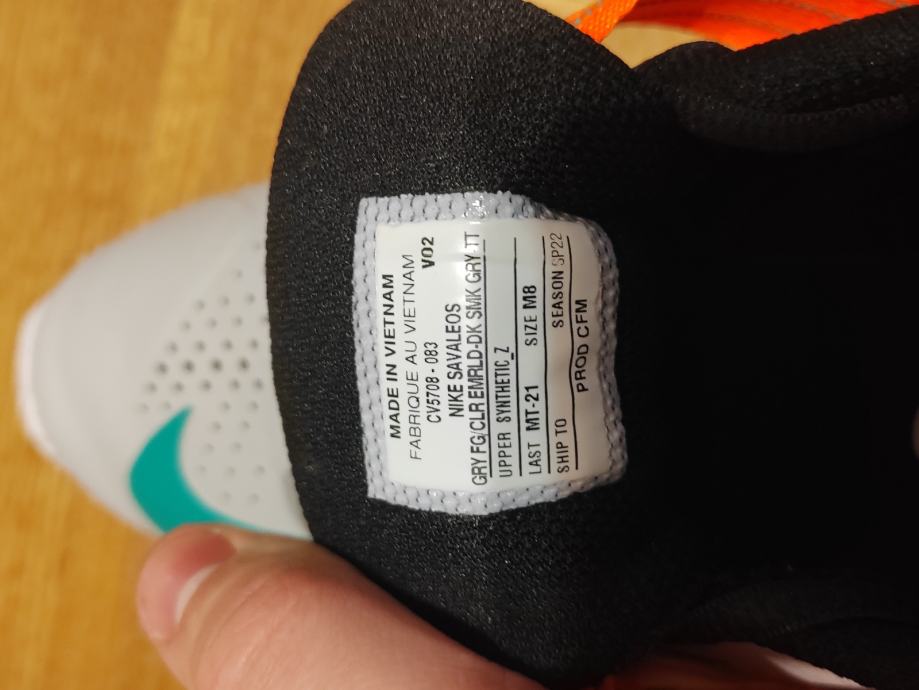 MADE IN VIETNAM
FABRIQUE AU VIETNAM
CV5708 - 083 V02
NIKE SAVALEOS
GRY FG/CLR EMRLD-DK SMK GRY-TT
UPPER SYNTHETIC_Z
LAST MT-21 SIZE M8
SHIP TO SEASON SP22
PROD CFM